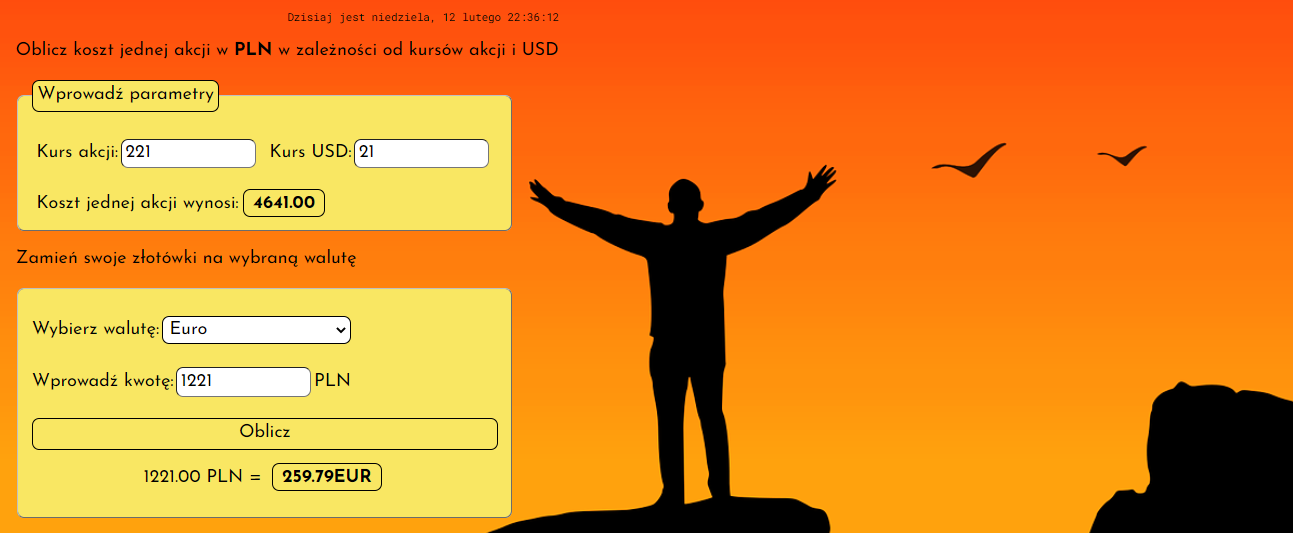 Dzisiaj jest niedziela, 12 lutego 22:36:12
Oblicz koszt jednej akcji w PLN w zależności od kursów akcji i USD
Wprowadź parametry
Kurs akcji: 221 Kurs USD: 21
Koszt jednej akcji wynosi: 4641.00
Zamień swoje złotówki na wybraną walutę
Wybierz walutę: Euro
Wprowadź kwotę: 1221 PLN
Oblicz
1221.00 PLN = 259.79EUR